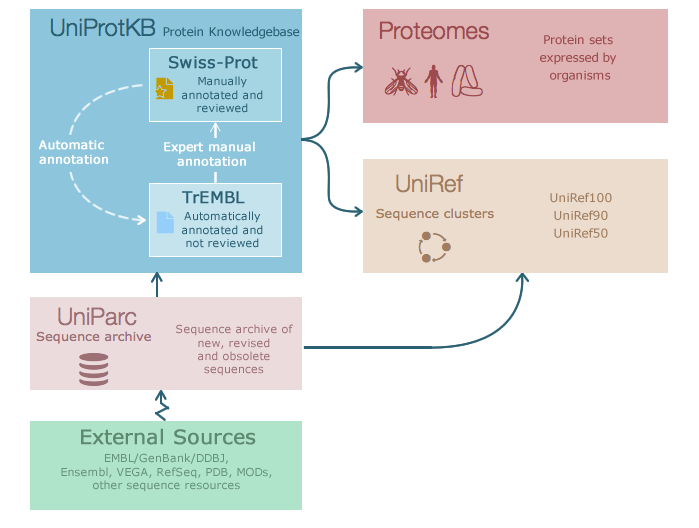 UniProtKB Protein Knowledgebase
Swiss-Prot
Manually
annotated and
reviewed
Automatic
annotation
Expert manual
annotation
TrEMBL
Automatically
annotated and
not reviewed
Proteomes
Protein sets
expressed by
organisms
UniRef
Sequence clusters
UniRef100
UniRef90
UniRef50
UniParc
Sequence archive
Sequence archive of
new, revised
and obsolete
sequences
External Sources
EMBL/GenBank/DDBJ,
Ensembl, VEGA, RefSeq, PDB, MODs,
other sequence resources